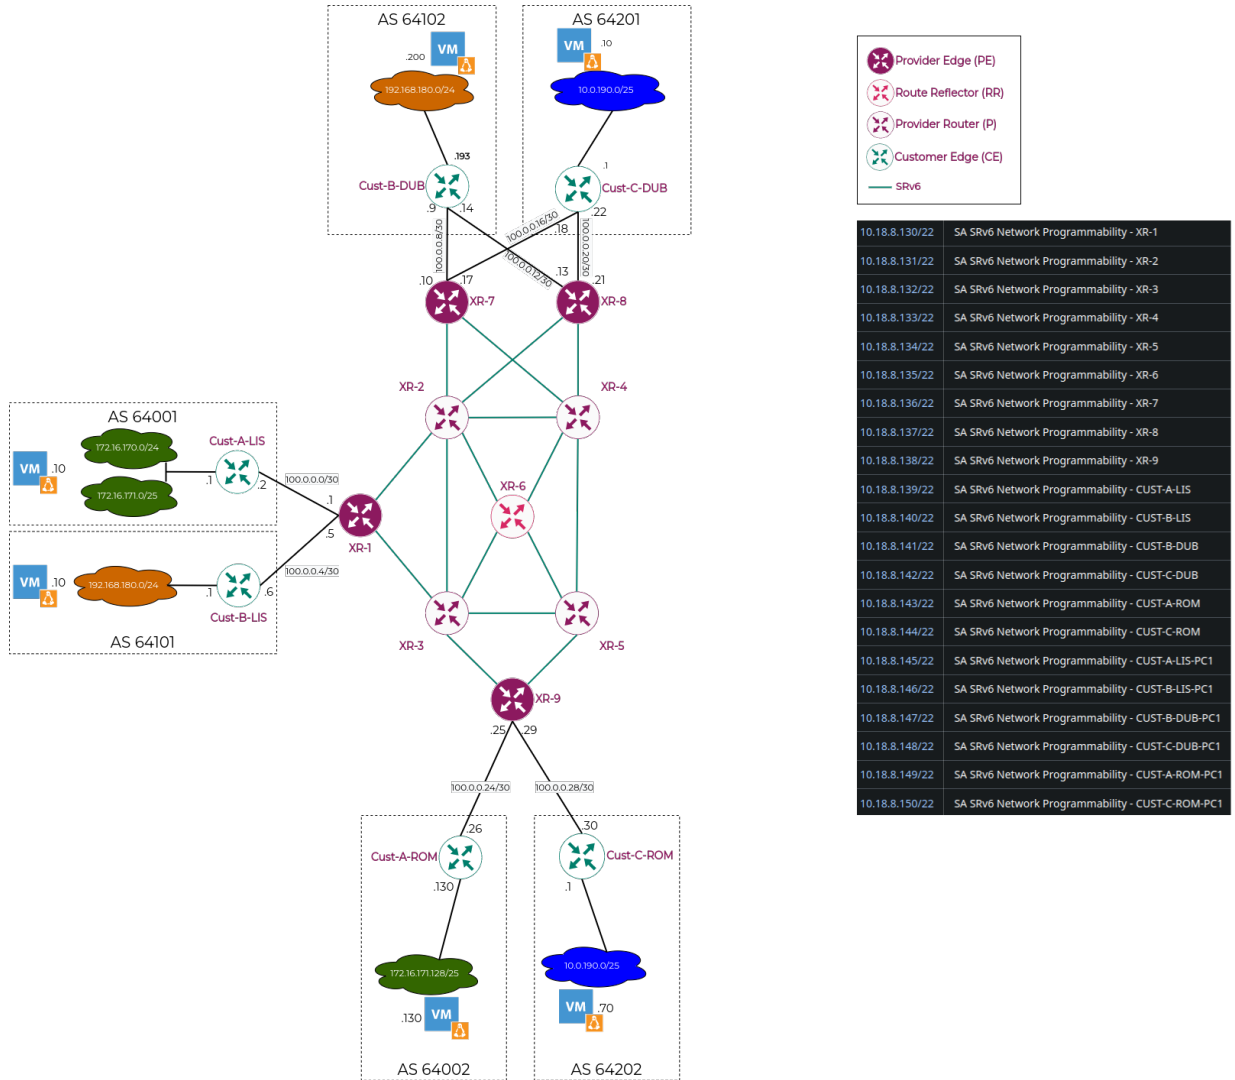 AS 64102
AS 64201
VM
.200
192.168.180.0/24
VM
.10
10.0.190.0/25
.193
Cust-B-DUB
.9
.14
.1
Cust-C-DUB
.22
.18
100.0.0.8/30
100.0.0.16/30
100.0.0.12/30
100.0.0.20/30
.10
.17
XR-7
.13
.21
XR-8
XR-2
XR-4
AS 64001
172.16.170.0/24
Cust-A-LIS
VM
.10
172.16.171.0/25
.1
.2
100.0.0.0/30
.1
.5
XR-1
XR-6
100.0.0.4/30
VM
.10
192.168.180.0/24
.1
.6
Cust-B-LIS
AS 64101
XR-3
XR-5
XR-9
.25
.29
100.0.0.24/30
100.0.0.28/30
.26
Cust-A-ROM
.130
.30
Cust-C-ROM
.1
172.16.171.128/25
.130
VM
AS 64002
10.0.190.0/25
VM
.70
AS 64202
Provider Edge (PE)
Route Reflector (RR)
Provider Router (P)
Customer Edge (CE)
SRv6
10.18.8.130/22 SA SRv6 Network Programmability - XR-1
10.18.8.131/22 SA SRv6 Network Programmability - XR-2
10.18.8.132/22 SA SRv6 Network Programmability - XR-3
10.18.8.133/22 SA SRv6 Network Programmability - XR-4
10.18.8.134/22 SA SRv6 Network Programmability - XR-5
10.18.8.135/22 SA SRv6 Network Programmability - XR-6
10.18.8.136/22 SA SRv6 Network Programmability - XR-7
10.18.8.137/22 SA SRv6 Network Programmability - XR-8
10.18.8.138/22 SA SRv6 Network Programmability - XR-9
10.18.8.139/22 SA SRv6 Network Programmability - CUST-A-LIS
10.18.8.140/22 SA SRv6 Network Programmability - CUST-B-LIS
10.18.8.141/22 SA SRv6 Network Programmability - CUST-B-DUB
10.18.8.142/22 SA SRv6 Network Programmability - CUST-C-DUB
10.18.8.143/22 SA SRv6 Network Programmability - CUST-A-ROM
10.18.8.144/22 SA SRv6 Network Programmability - CUST-C-ROM
10.18.8.145/22 SA SRv6 Network Programmability - CUST-A-LIS-PC1
10.18.8.146/22 SA SRv6 Network Programmability - CUST-B-LIS-PC1
10.18.8.147/22 SA SRv6 Network Programmability - CUST-B-DUB-PC1
10.18.8.148/22 SA SRv6 Network Programmability - CUST-C-DUB-PC1
10.18.8.149/22 SA SRv6 Network Programmability - CUST-A-ROM-PC1
10.18.8.150/22 SA SRv6 Network Programmability - CUST-C-ROM-PC1